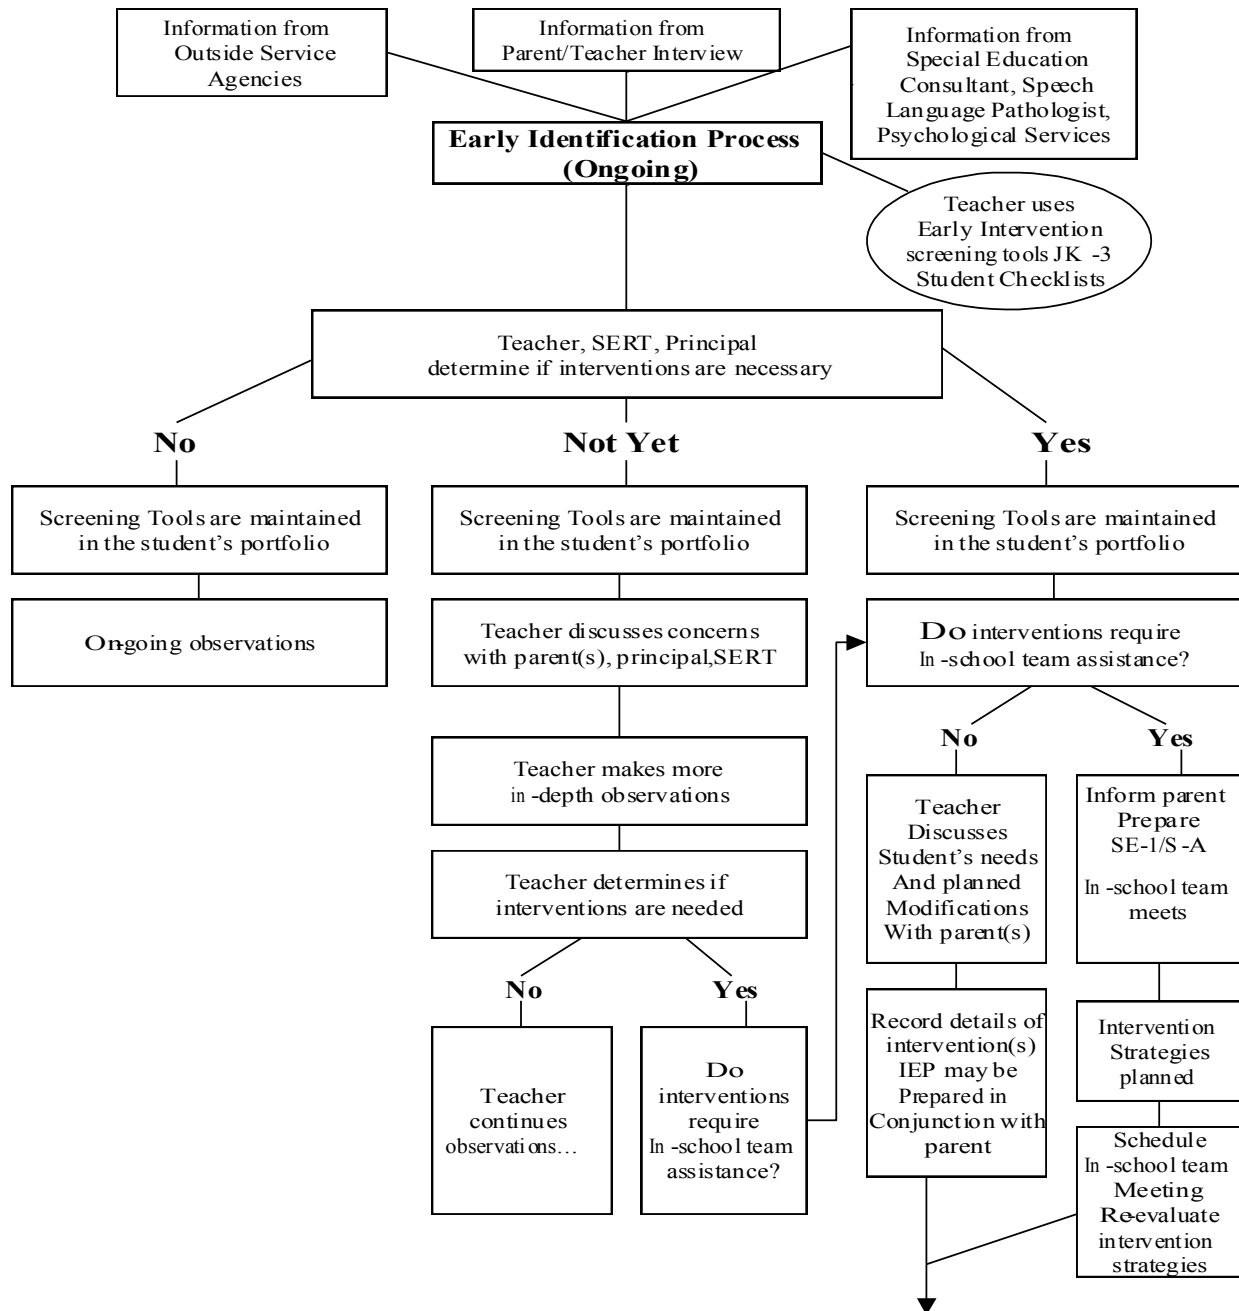 Information from
Outside Service
Agencies
Information from
Parent/Teacher Interview
Information from
Special Education
Consultant, Speech
Language Pathologist,
Psychological Services
Early Identification Process
(Ongoing)
Teacher uses
Early Intervention
screening tools JK -3
Student Checklists
Teacher, SERT, Principal
determine if interventions are necessary
No
Not Yet
Yes
Screening Tools are maintained
in the student's portfolio
On-going observations
Screening Tools are maintained
in the student's portfolio
Teacher discusses concerns
with parent(s), principal,SERT
Teacher makes more
in -depth observations
Teacher determines if
interventions are needed
No
Yes
Teacher
continues
observations…
Do
interventions
require
In -school team
assistance?
Screening Tools are maintained
in the student's portfolio
Do interventions require
In -school team assistance?
No
Yes
Teacher
Discusses
Student's needs
And planned
Modifications
With parent(s)
Record details of
intervention(s)
IEP may be
Prepared in
Conjunction with
parent
Inform parent
Prepare
SE-1/S -A
In -school team
meets
Intervention
Strategies
planned
Schedule
In -school team
Meeting
Re-evaluate
intervention
strategies